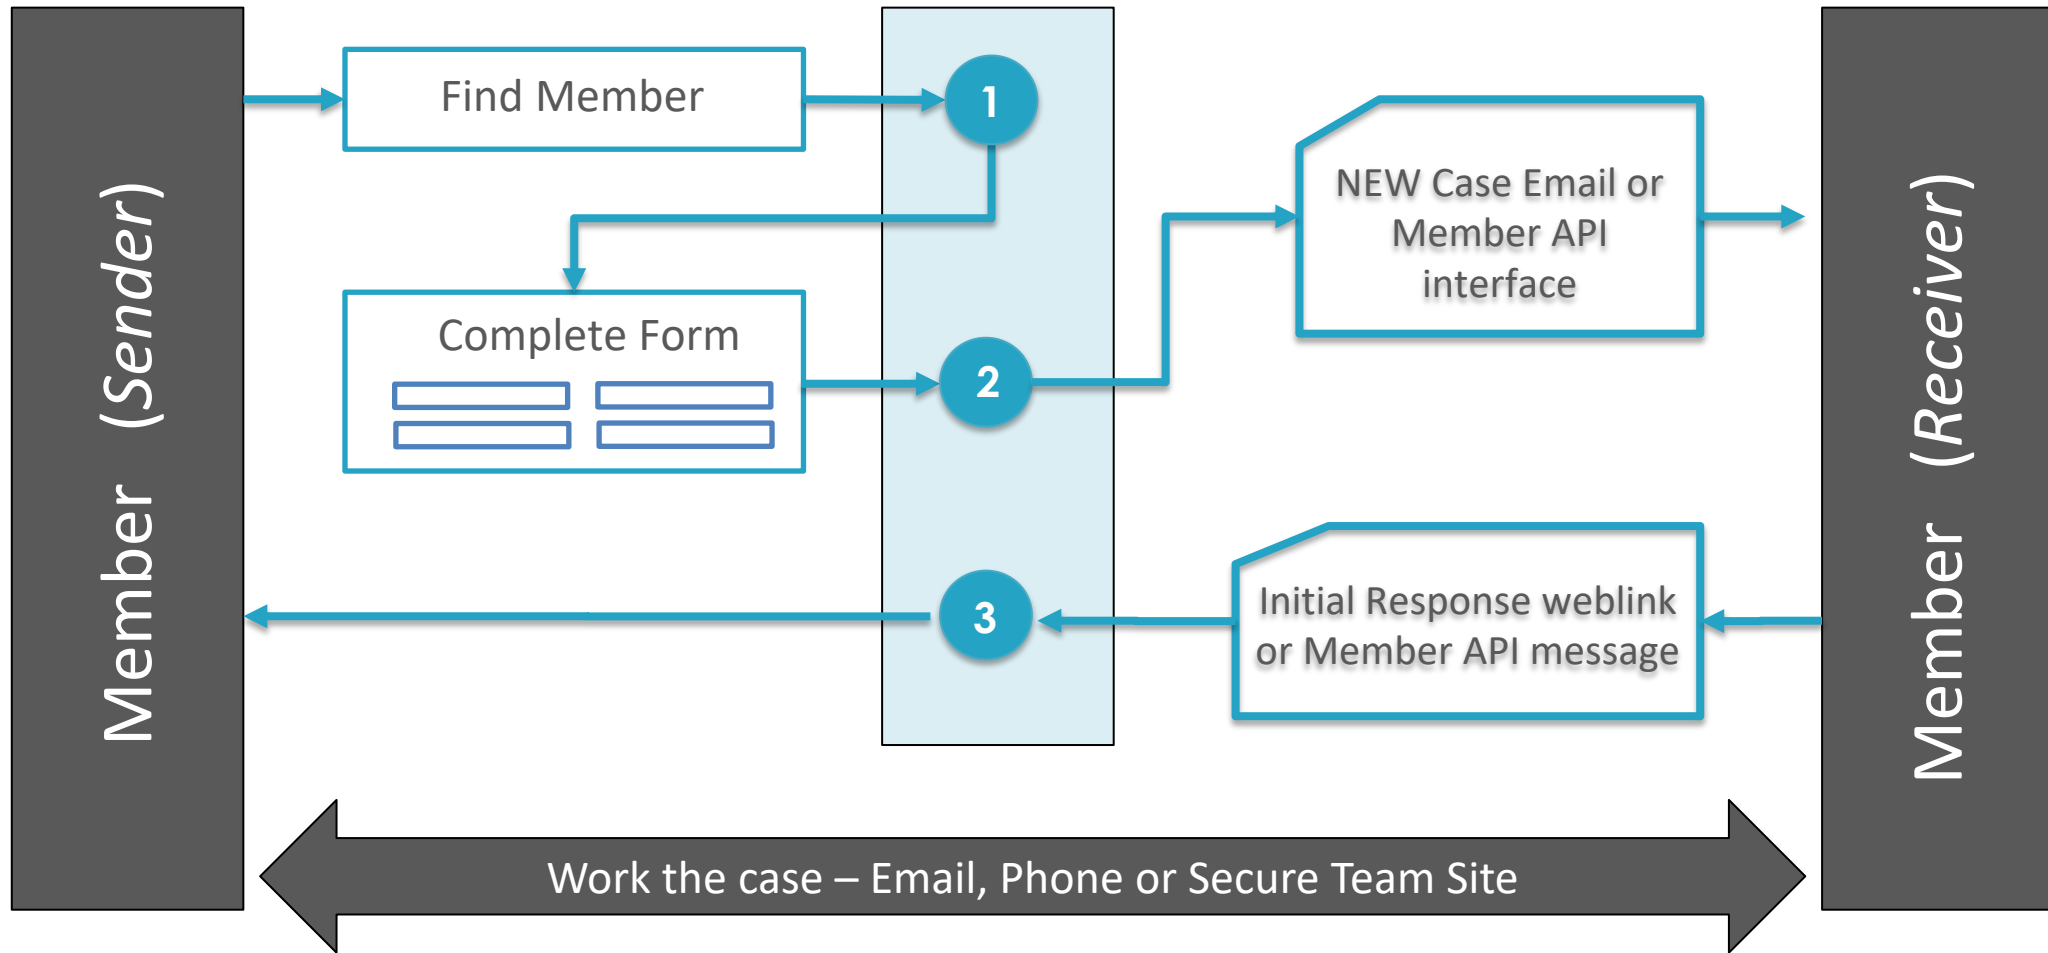 Member (Sender)
Find Member
1
NEW Case Email or
Member API
interface
Complete Form
2
Initial Response weblink
or Member API message
3
Member (Receiver)
Work the case – Email, Phone or Secure Team Site